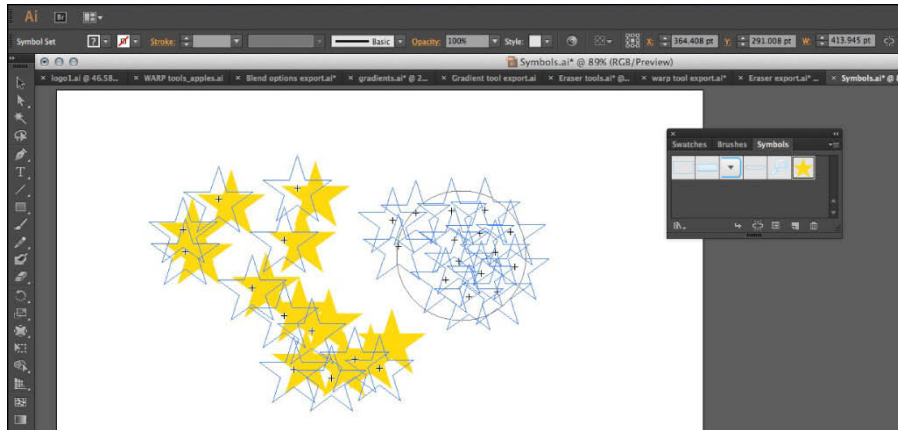 Ai Br
Symbol Set ? Stroke: Basic Opacity: 100% Style: X: 364.408 pt Y: 291.008 pt W: 413.945 pt
Symbols.ai* @ 89% (RGB/Preview)
× logo1.ai @ 46.58... × WARP tools_apples.ai × Blend options export.ai* × gradients.ai* @ 2... × Gradient tool export.ai × Eraser tools.ai* @... × warp tool export.ai* × Eraser export.ai* ... × Symbols.ai* @ 8
Swatches Brushes Symbols
T